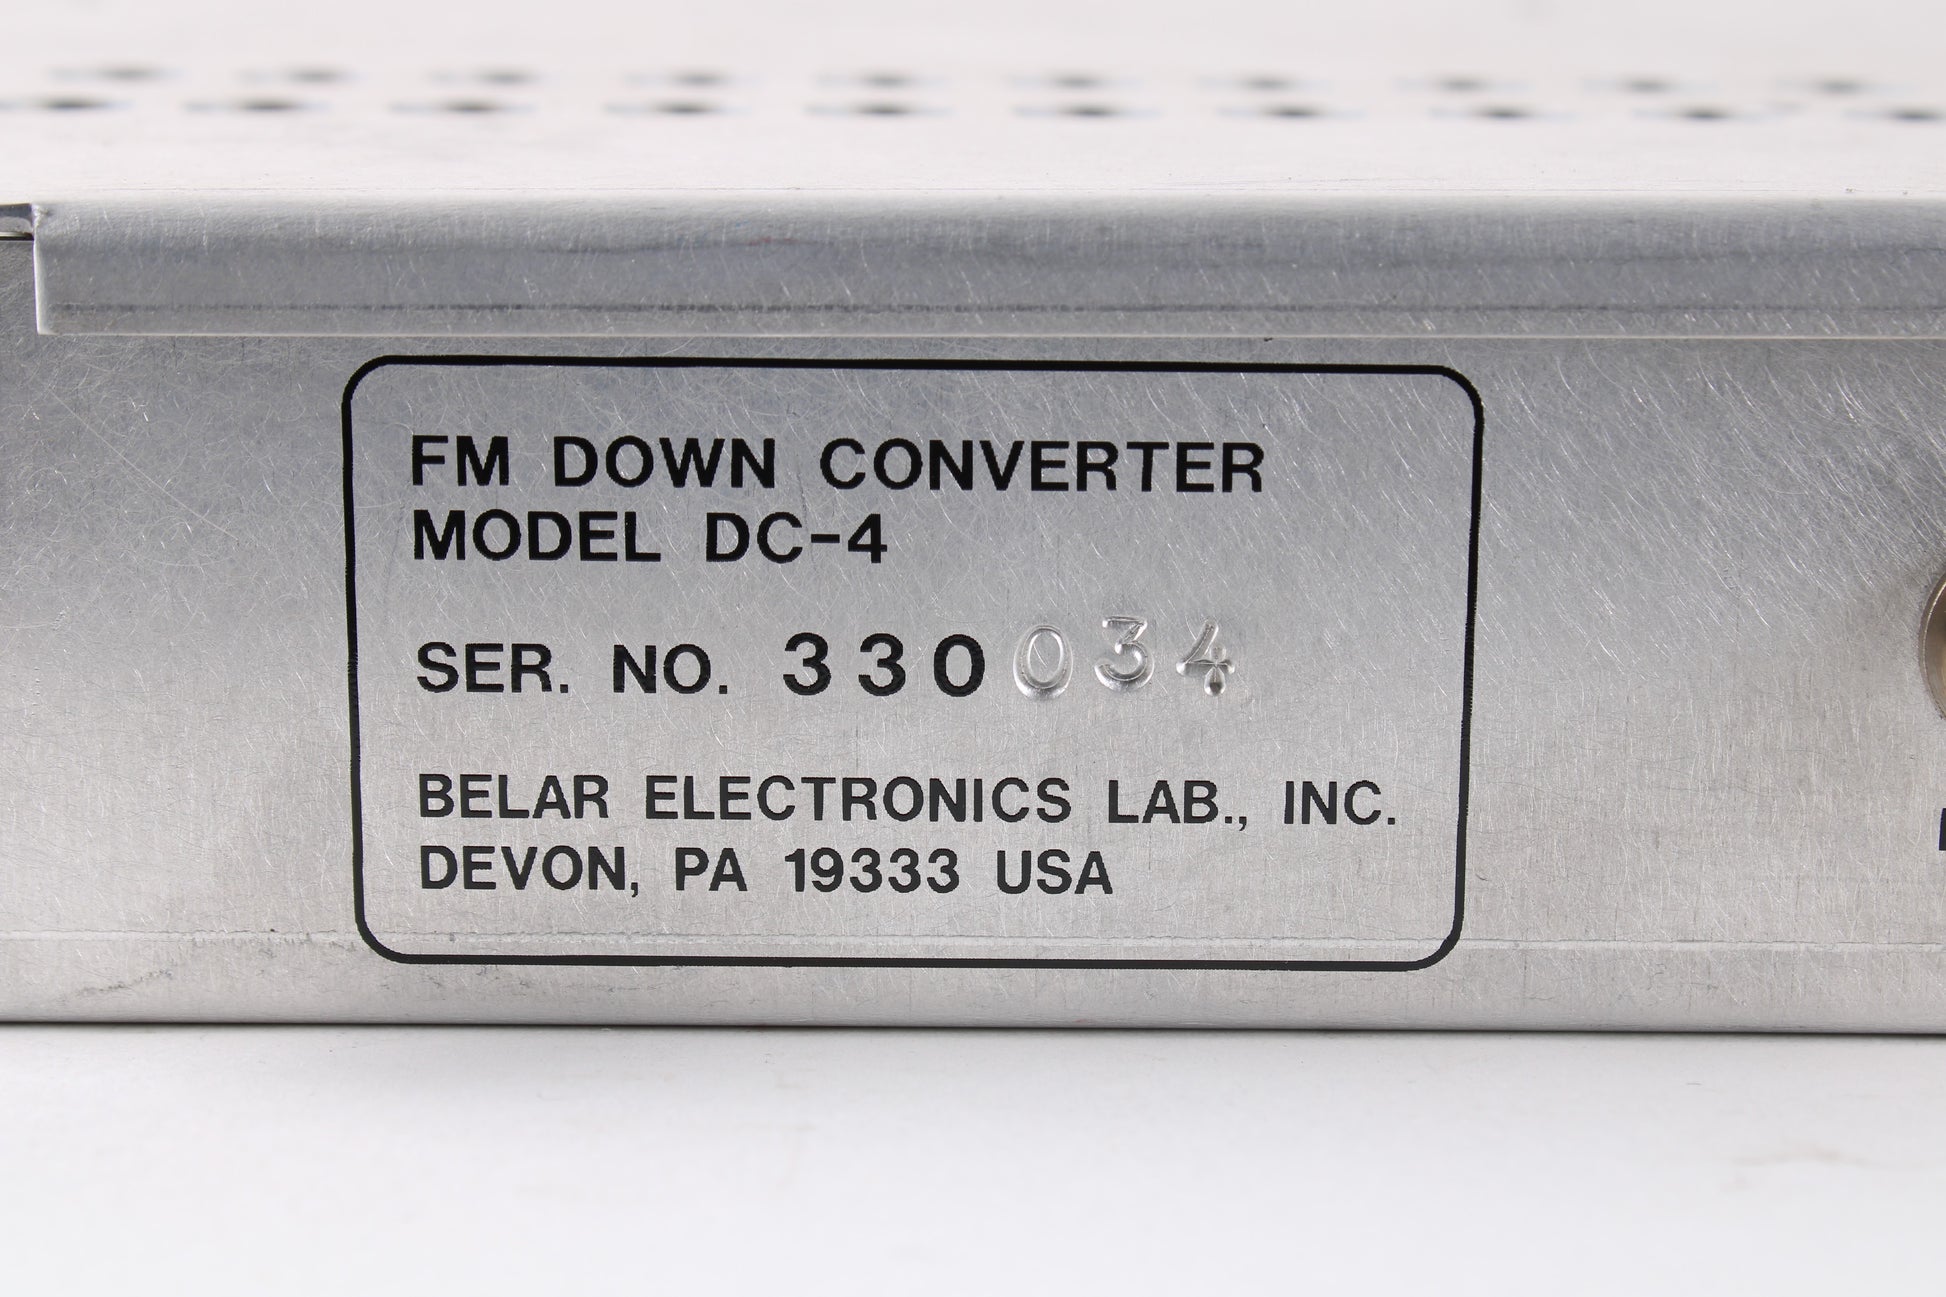 FM DOWN CONVERTER
MODEL DC-4
SER. NO. 330034
BELAR ELECTRONICS LAB., INC.
DEVON, PA 19333 USA